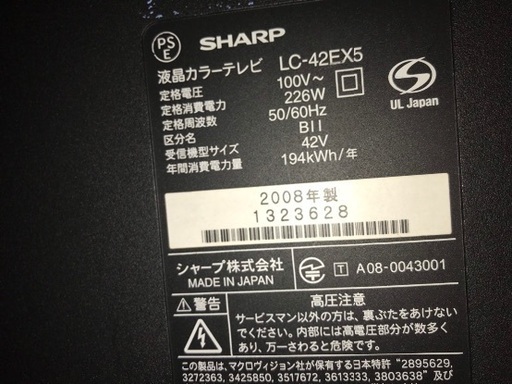 PS
E
SHARP
液晶カラーテレビ LC-42EX5
定格電圧 100V～
定格消費電力 226W
定格周波数 50/60Hz
区分名 BII
受信機型サイズ 42V
年間消費電力量 194kWh/年
UL Japan
2008年製
1323628
シャープ株式会社
MADE IN JAPAN
T A08-0043001
警告
高圧注意
サービスマン以外の方は、裏ぶたをあけない
でください。内部には高電圧部分が数多く
あり、万一さわると危険です。
この製品は、マクロヴィジョン社が保有する日本特許 "2895629,
3272363, 3425850, 3517672, 3613333, 3803638" 及び